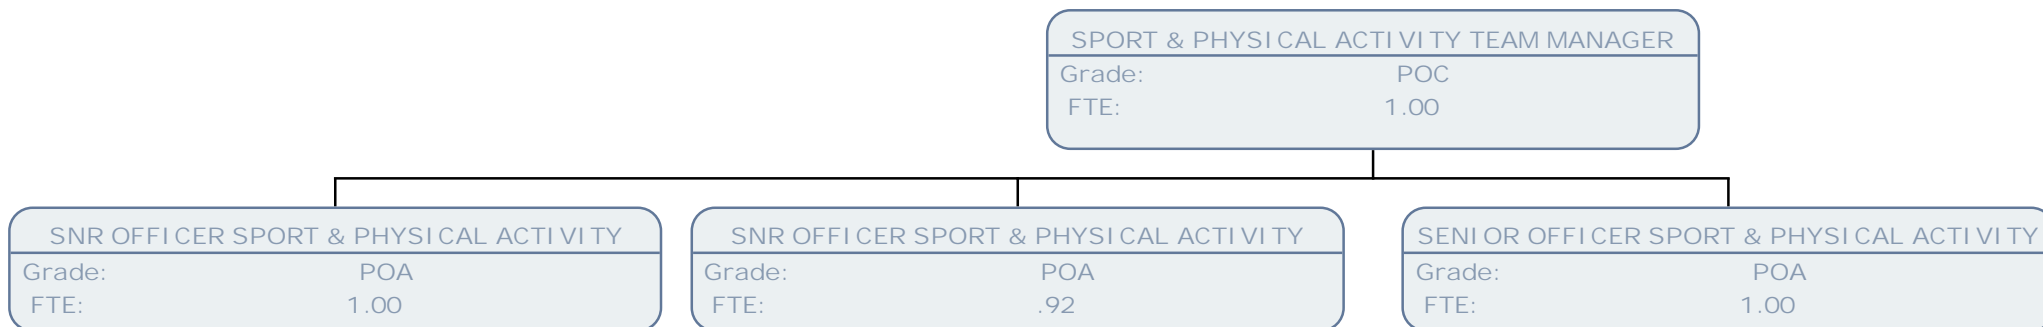 SPORT & PHYSICAL ACTIVITY TEAM MANAGER
Grade: POC
FTE: 1.00
SNR OFFICER SPORT & PHYSICAL ACTIVITY
Grade: POA
FTE: 1.00
SNR OFFICER SPORT & PHYSICAL ACTIVITY
Grade: POA
FTE: .92
SENIOR OFFICER SPORT & PHYSICAL ACTIVITY
Grade: POA
FTE: 1.00